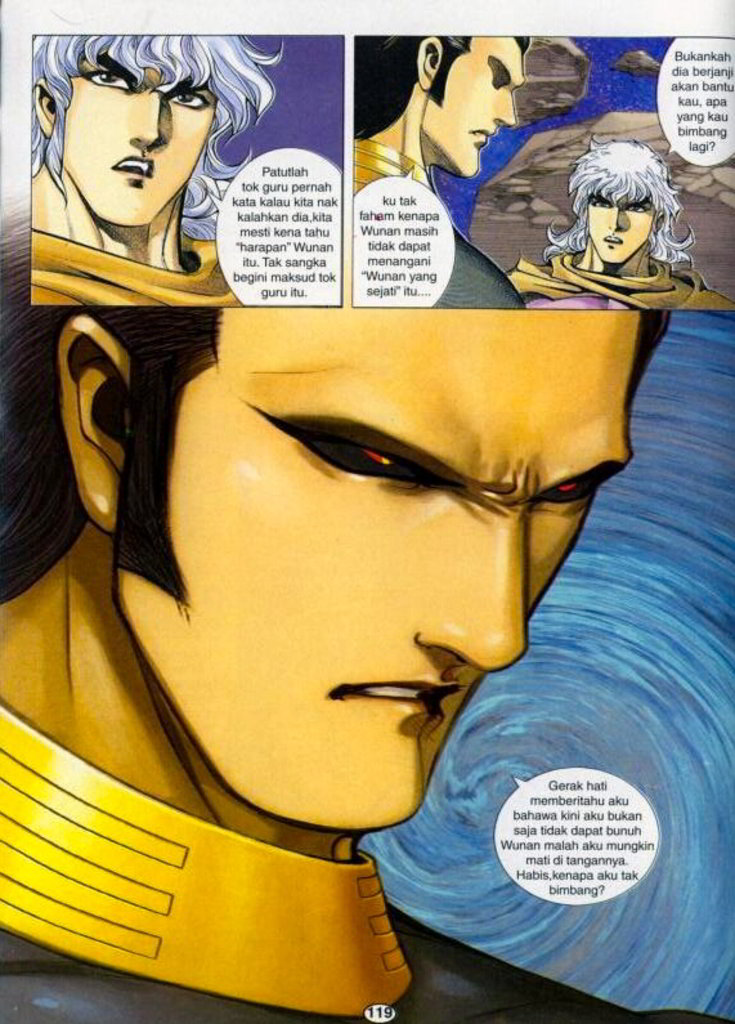 Patutlah
tok guru pernah
kata kalau kita nak
kalahkan dia,kita
mesti kena tahu
"harapan" Wunan
itu. Tak sangka
begini maksud tok
guru itu.
ku tak
faham kenapa
Wunan masih
tidak dapat
menangani
"Wunan yang
sejati" itu....
Bukankah
dia berjanji
akan bantu
kau, apa
yang kau
bimbang
lagi?
Gerak hati
memberitahu aku
bahawa kini aku bukan
saja tidak dapat bunuh
Wunan malah aku mungkin
mati di tangannya.
Habis,kenapa aku tak
bimbang?
119